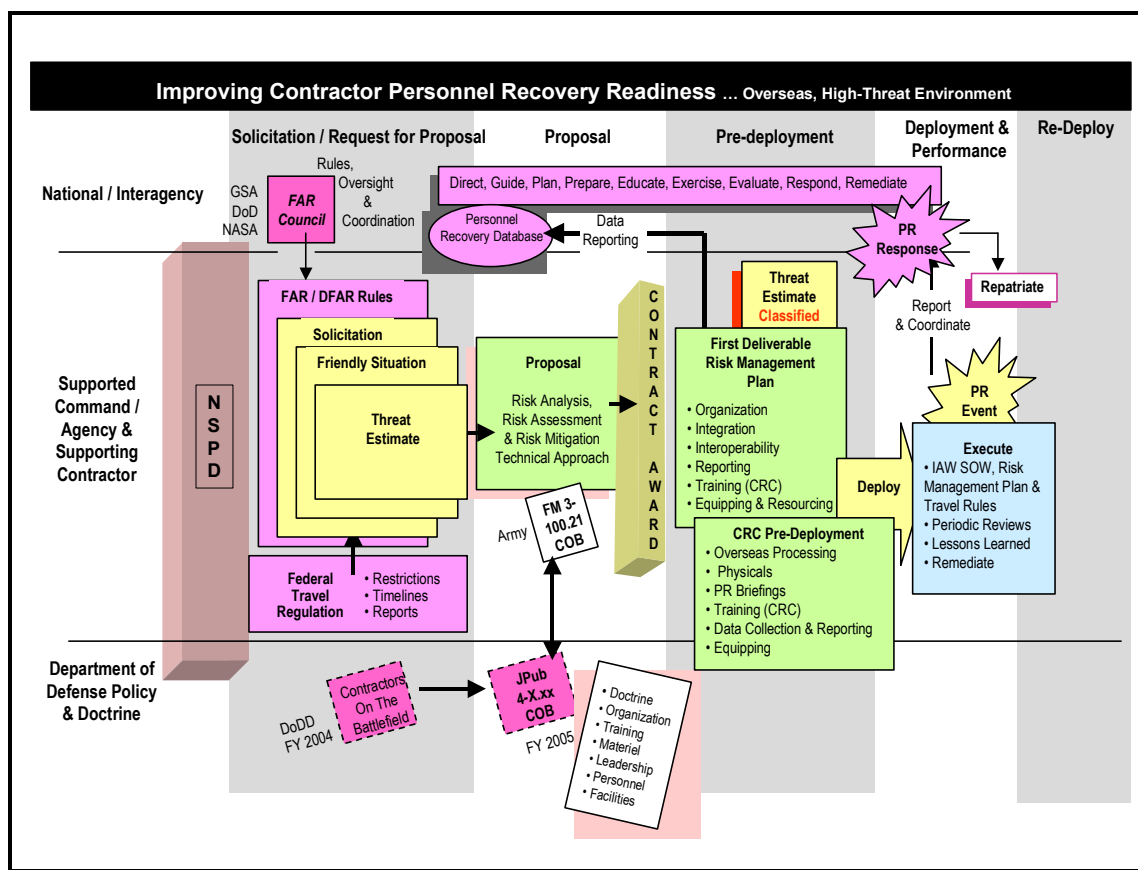 Improving Contractor Personnel Recovery Readiness ... Overseas, High-Threat Environment
Solicitation / Request for Proposal
Proposal
Pre-deployment
Deployment &
Performance
Re-Deploy
National / Interagency
GSA
DoD
NASA
FAR
Council
Rules,
Oversight
&
Coordination
Direct, Guide, Plan, Prepare, Educate, Exercise, Evaluate, Respond, Remediate
Personnel
Recovery Database
Data
Reporting
PR
Response
Repatriate
Report
& Coordinate
Supported
Command /
Agency &
Supporting
Contractor
N
S
P
D
FAR / DFAR Rules
Solicitation
Friendly Situation
Threat
Estimate
Federal
Travel
Regulation
• Restrictions
• Timelines
• Reports
Proposal
Risk Analysis,
Risk Assessment
& Risk Mitigation
Technical Approach
Army
FM 3-
100.21
COB
C
O
N
T
R
A
C
T
A
W
A
R
D
Threat
Estimate
Classified
First Deliverable
Risk Management
Plan
• Organization
• Integration
• Interoperability
• Reporting
• Training (CRC)
• Equipping & Resourcing
CRC Pre-Deployment
• Overseas Processing
• Physicals
• PR Briefings
• Training (CRC)
• Data Collection & Reporting
• Equipping
Deploy
PR
Event
Execute
• IAW SOW, Risk
Management Plan &
Travel Rules
• Periodic Reviews
• Lessons Learned
• Remediate
Department of
Defense Policy
& Doctrine
DoDD
FY 2004
Contractors
On The
Battlefield
JPub
4-X.xx
COB
FY 2005
• Doctrine
• Organization
• Training
• Materiel
• Leadership
• Personnel
• Facilities